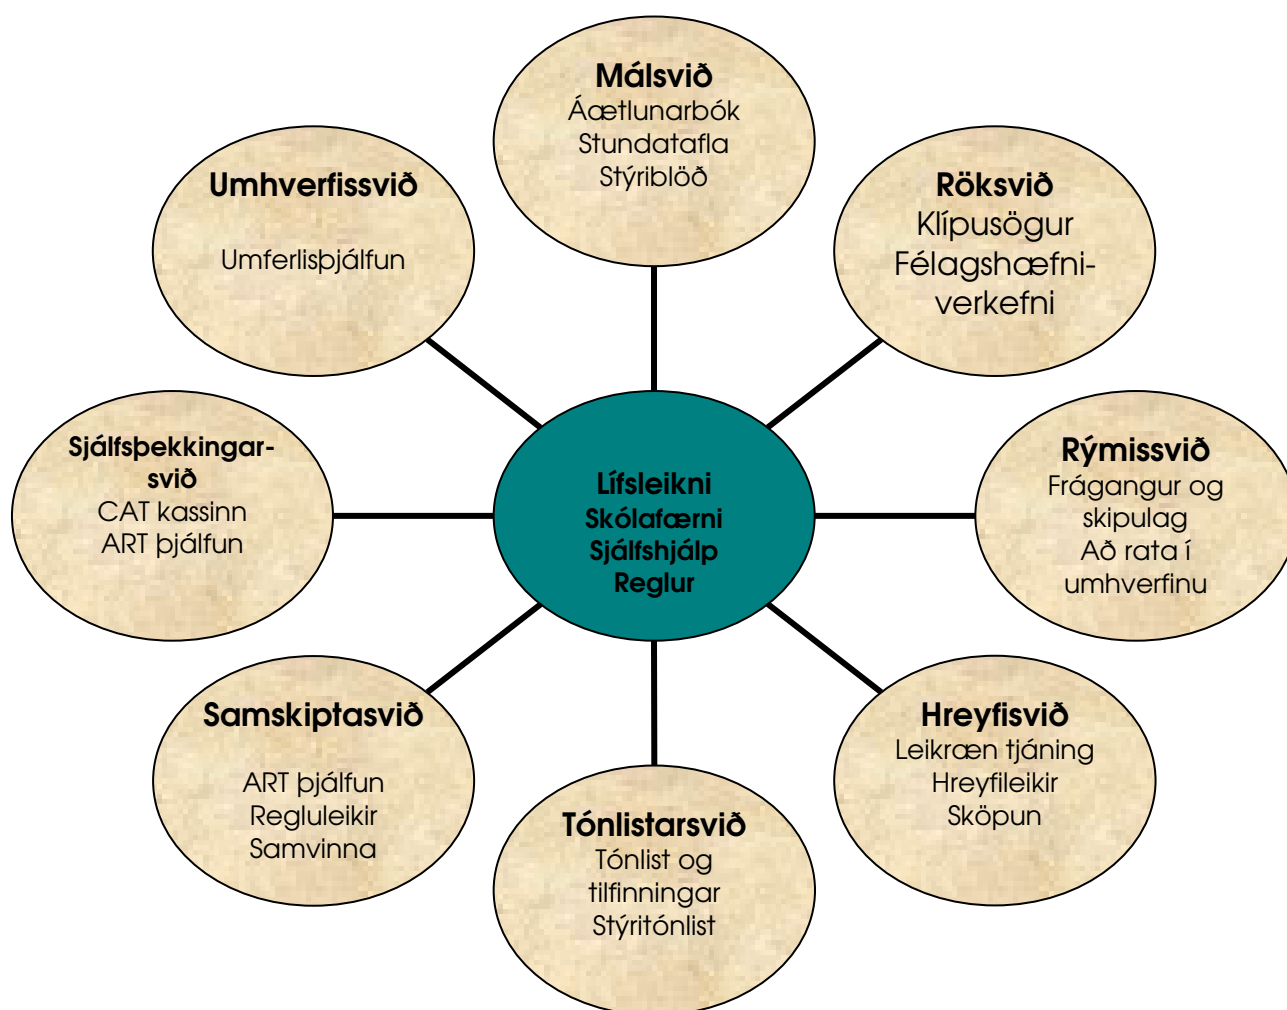 Málsvið
Áætlunarbók
Stundatafla
Stýriblöð
Röksvið
Klípusögur
Félagshæfni-
verkefni
Rýmissvið
Frágangur og
skipulag
Að rata í
umhverfinu
Hreyfisvið
Leikræn tjáning
Hreyfileikir
Sköpun
Tónlistarsvið
Tónlist og
tilfinningar
Stýritónlist
Samskiptasvið
ART þjálfun
Regluleikir
Samvinna
Sjálfsþekkingar-
svið
CAT kassinn
ART þjálfun
Umhverfissvið
Umferlisþjálfun
Lífsleikni
Skólafærni
Sjálfshjálp
Reglur